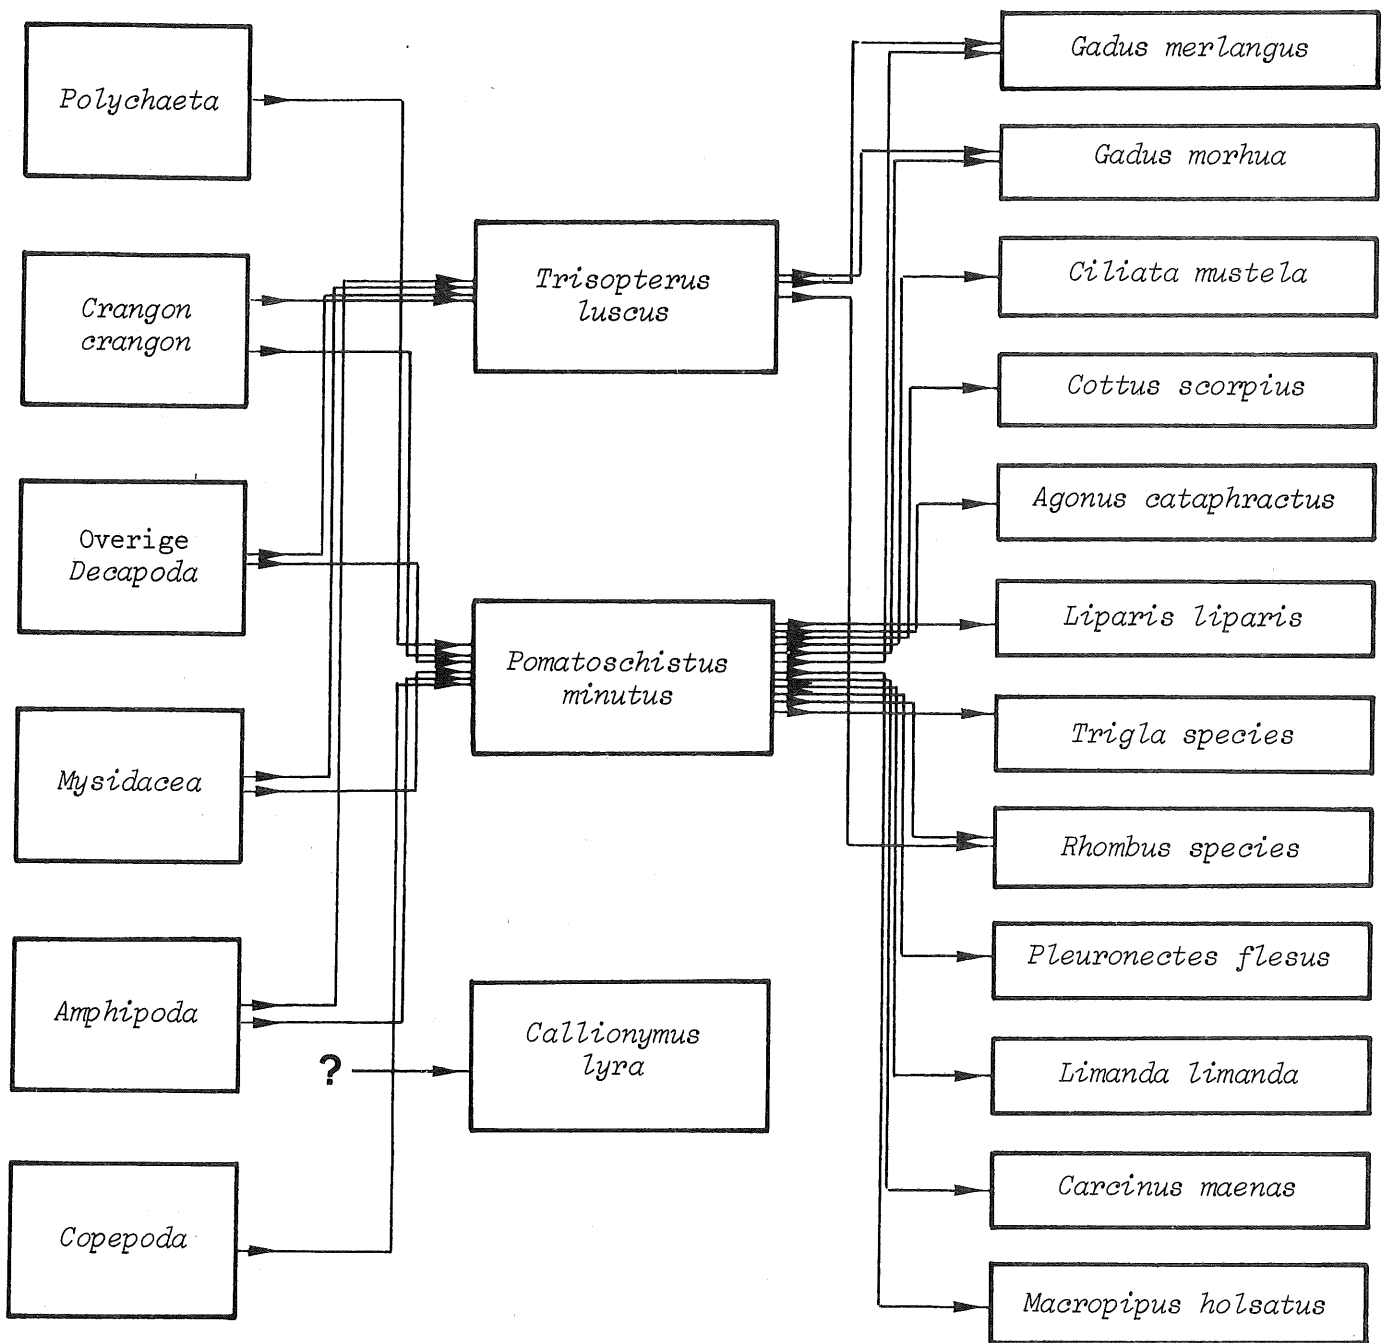 Polychaeta
Crangon
crangon
Overige
Decapoda
Mysidacea
Amphipoda
Copepoda
Trisopterus
luscus
Pomatoschistus
minutus
?
Callionymus
lyra
Gadus merlangus
Gadus morhua
Ciliata mustela
Cottus scorpius
Agonus cataphractus
Liparis liparis
Trigla species
Rhombus species
Pleuronectes flesus
Limanda limanda
Carcinus maenas
Macropipus holsatus